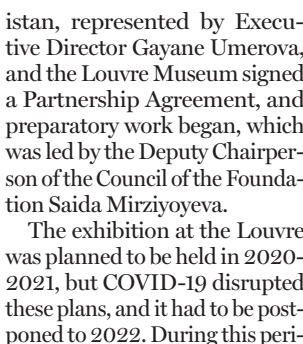 istan, represented by Execu-
tive Director Gayane Umerova,
and the Louvre Museum signed
a Partnership Agreement, and
preparatory work began, which
was led by the Deputy Chairper-
son of the Council of the Founda-
tion Saida Mirziyoyeva.
The exhibition at the Louvre
was planned to be held in 2020-
2021, but COVID-19 disrupted
these plans, and it had to be post-
poned to 2022. During this peri-